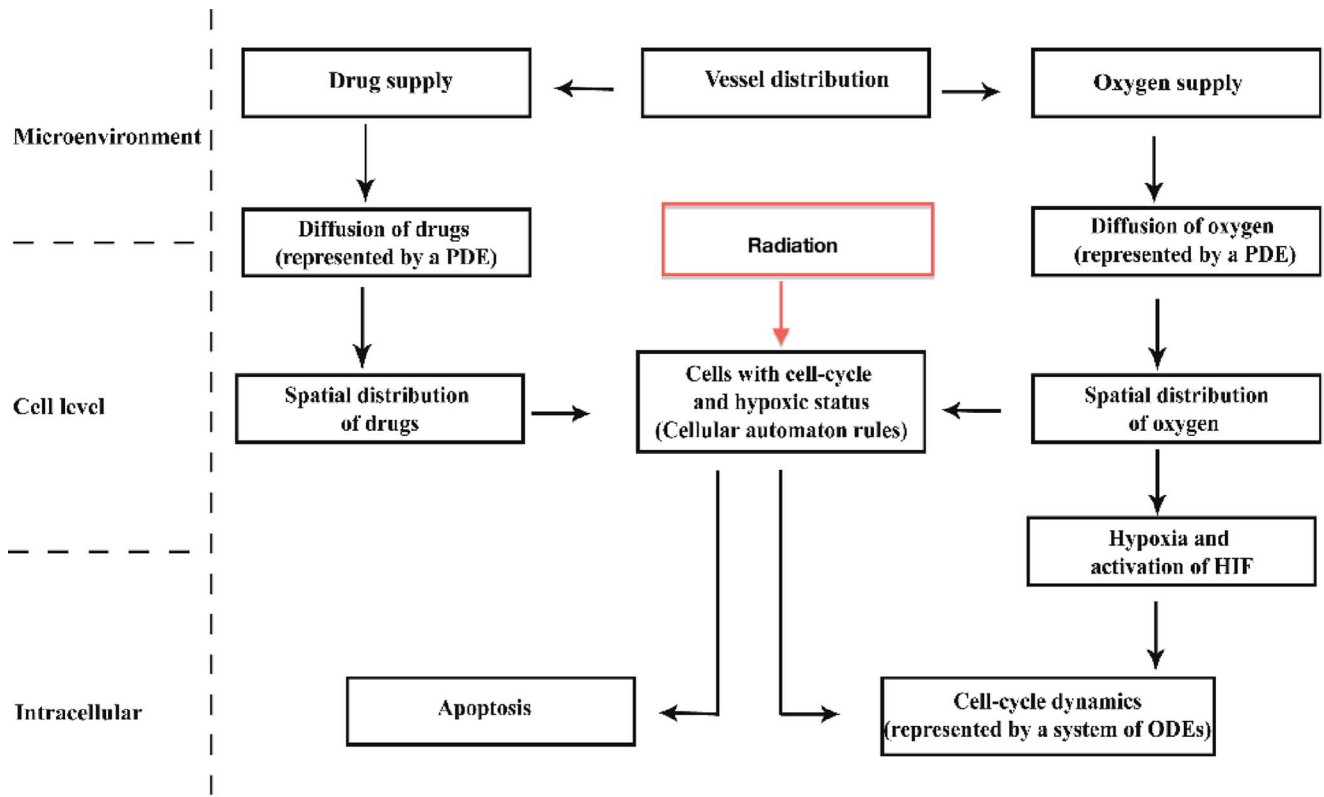 Drug supply
Vessel distribution
Oxygen supply
Microenvironment
Diffusion of drugs
(represented by a PDE)
Radiation
Diffusion of oxygen
(represented by a PDE)
Cell level
Spatial distribution
of drugs
Cells with cell-cycle
and hypoxic status
(Cellular automaton rules)
Spatial distribution
of oxygen
Hypoxia and
activation of HIF
Intracellular
Apoptosis
Cell-cycle dynamics
(represented by a system of ODEs)